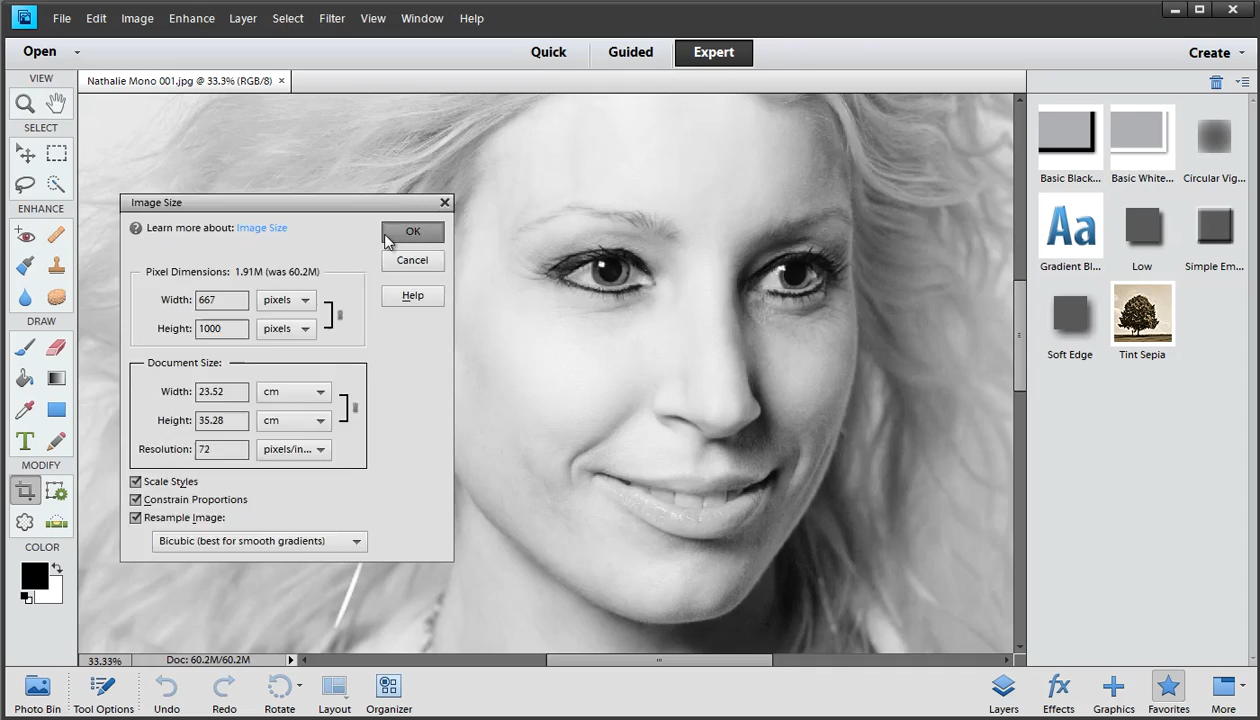 File Edit Image Enhance Layer Select Filter View Window Help
Open Quick Guided Expert Create
VIEW
Nathalie Mono 001.jpg @ 33.3% (RGB/8) ×
SELECT
ENHANCE
DRAW
T
MODIFY
COLOR
Image Size
? Learn more about: Image Size
OK
Cancel
Help
Pixel Dimensions: 1.91M (was 60.2M)
Width: 667 pixels
Height: 1000 pixels
Document Size:
Width: 23.52 cm
Height: 35.28 cm
Resolution: 72 pixels/in...
Scale Styles
Constrain Proportions
Resample Image:
Bicubic (best for smooth gradients)
Basic Black... Basic White... Circular Vig...
Aa
Gradient Bl... Low Simple Em...
Soft Edge Tint Sepia
33.33% Doc: 60.2M/60.2M
fx
Photo Bin Tool Options Undo Redo Rotate Layout Organizer Layers Effects Graphics Favorites More